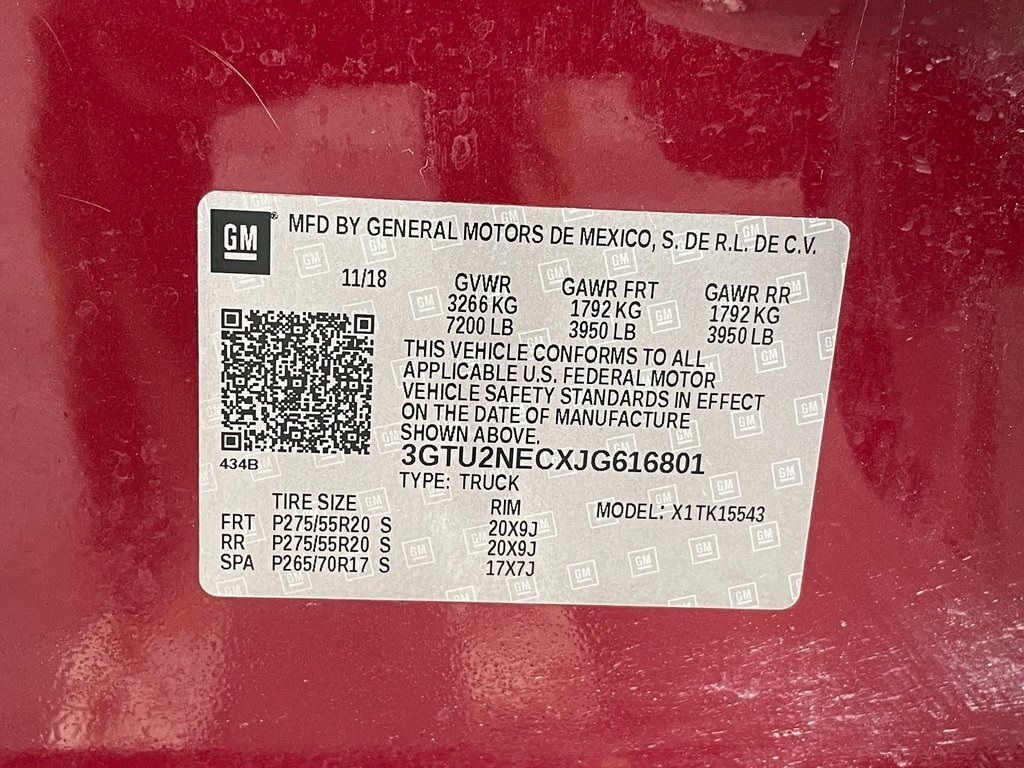 GM® MFD BY GENERAL MOTORS DE MEXICO, S. DE R.L. DE C.V.
11/18 GVWR GAWR FRT GAWR RR
3266 KG 1792 KG 1792 KG
7200 LB 3950 LB 3950 LB
THIS VEHICLE CONFORMS TO ALL
APPLICABLE U.S. FEDERAL MOTOR
VEHICLE SAFETY STANDARDS IN EFFECT
ON THE DATE OF MANUFACTURE
SHOWN ABOVE.
434B
3GTU2NECXJG616801
TYPE: TRUCK
TIRE SIZE RIM MODEL: X1TK15543
FRT P275/55R20 S 20X9J
RR P275/55R20 S 20X9J
SPA P265/70R17 S 17X7J